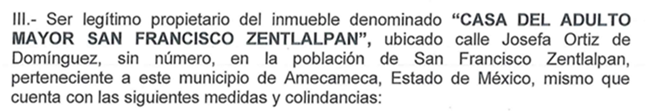 III.- Ser legítimo propietario del inmueble denominado “CASA DEL ADULTO
MAYOR SAN FRANCISCO ZENTLALPAN”, ubicado calle Josefa Ortiz de
Domínguez, sin número, en la población de San Francisco Zentlalpan,
perteneciente a este municipio de Amecameca, Estado de México, mismo que
cuenta con las siguientes medidas y colindancias: